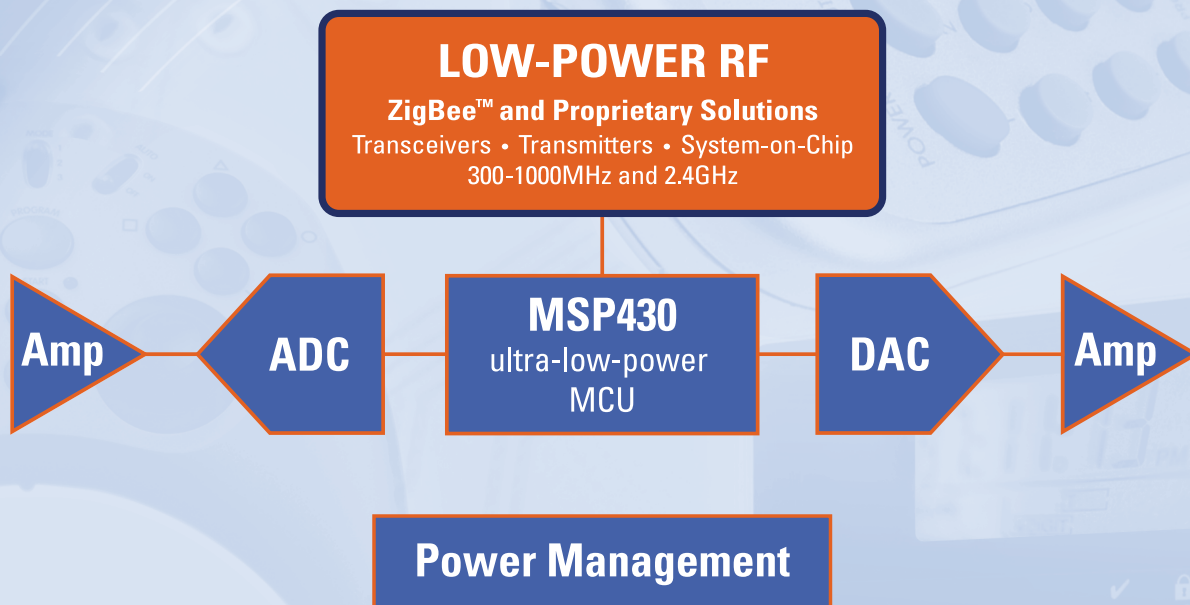 LOW-POWER RF
ZigBee™ and Proprietary Solutions
Transceivers • Transmitters • System-on-Chip
300-1000MHz and 2.4GHz
POWER
Amp
ADC
MSP430
ultra-low-power
MCU
DAC
Amp
Power Management